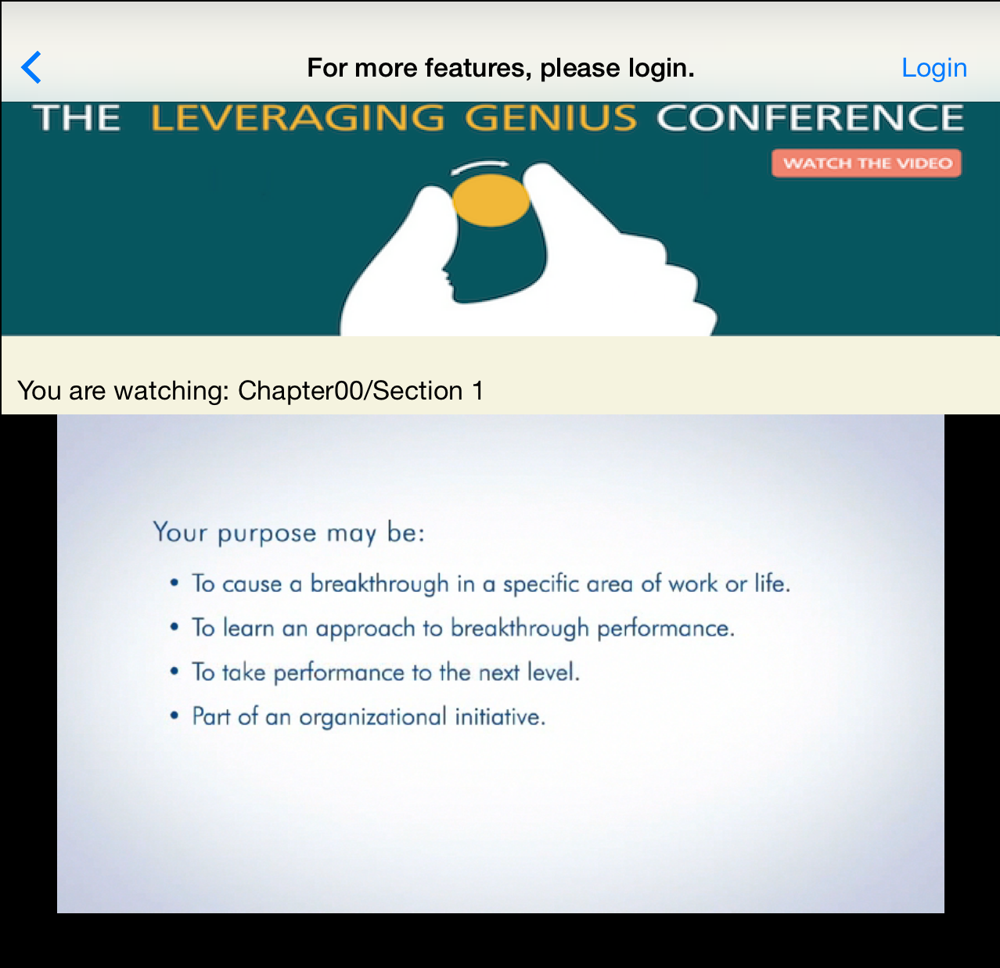 For more features, please login.
Login
THE LEVERAGING GENIUS CONFERENCE
WATCH THE VIDEO
You are watching: Chapter00/Section 1
Your purpose may be:
• To cause a breakthrough in a specific area of work or life.
• To learn an approach to breakthrough performance.
• To take performance to the next level.
• Part of an organizational initiative.